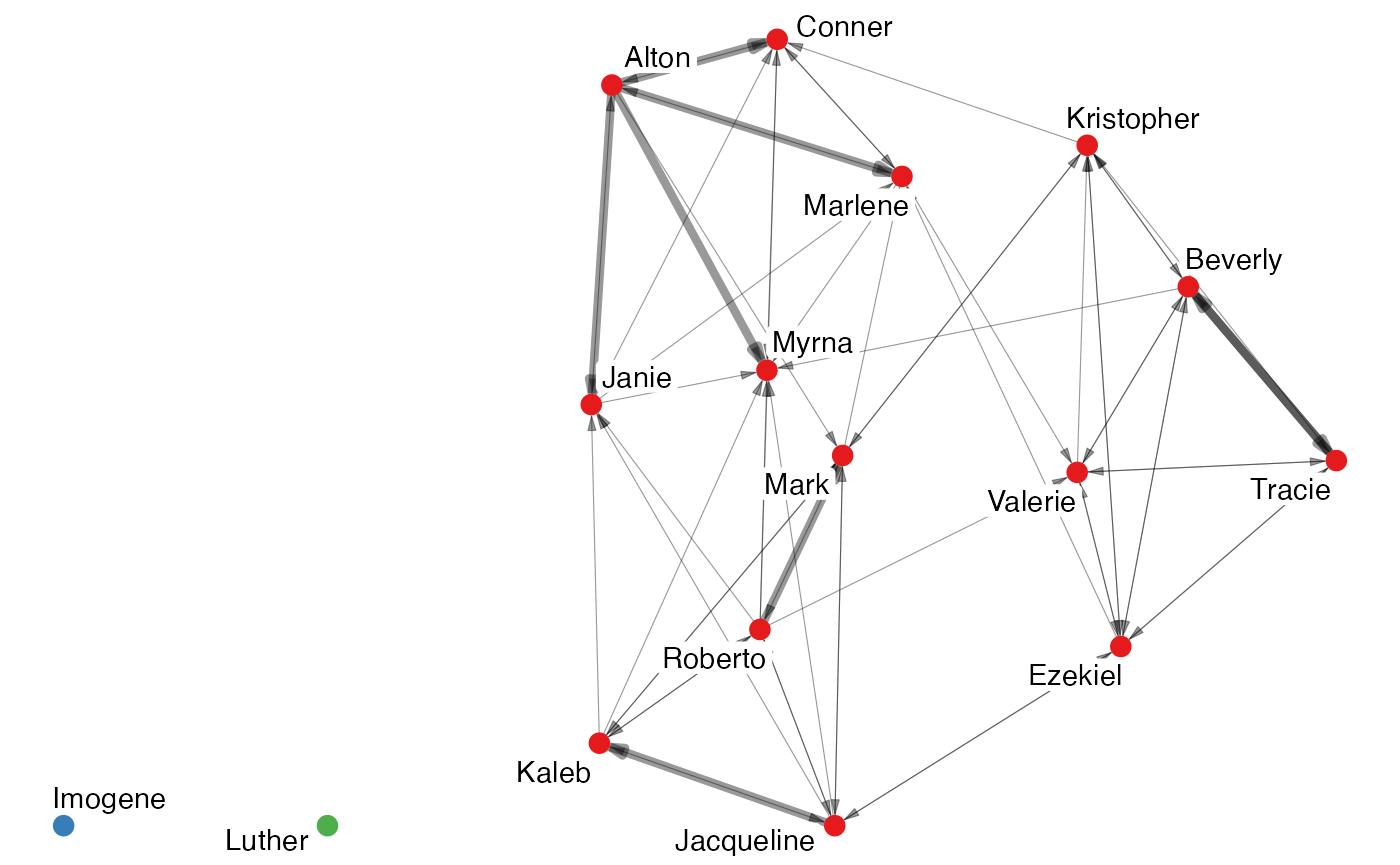 Conner
Alton
Kristopher
Marlene
Beverly
Myrna
Janie
Mark
Valerie
Tracie
Roberto
Ezekiel
Kaleb
Imogene
Luther
Jacqueline